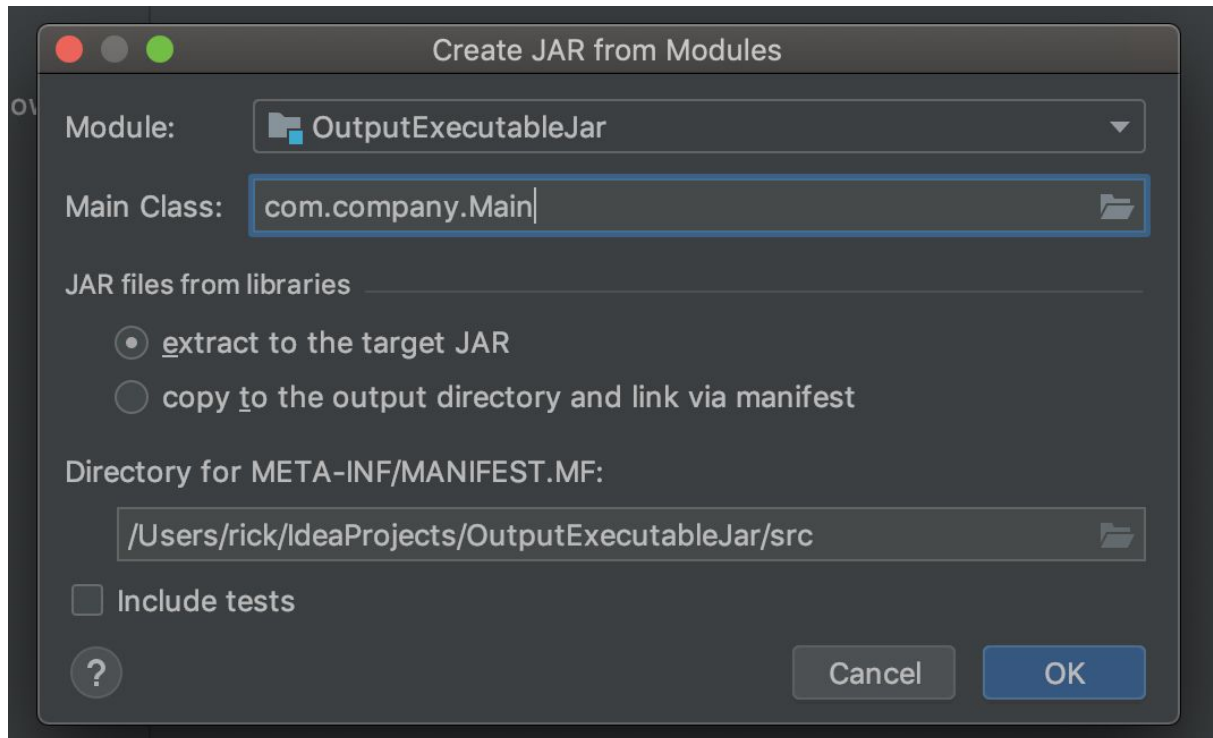 Create JAR from Modules
Module: OutputExecutableJar
Main Class: com.company.Main
JAR files from libraries
extract to the target JAR
copy to the output directory and link via manifest
Directory for META-INF/MANIFEST.MF:
/Users/rick/IdeaProjects/OutputExecutableJar/src
Include tests
? Cancel OK